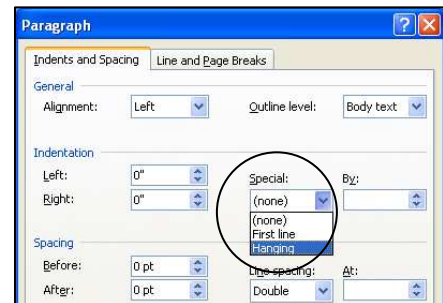 Paragraph
Indents and Spacing Line and Page Breaks
General
Alignment: Left Outline level: Body text
Indentation
Left: 0" Special: By:
Right: 0" (none)
(none)
First line
Hanging
Spacing
Before: 0 pt Line spacing: At:
After: 0 pt Double